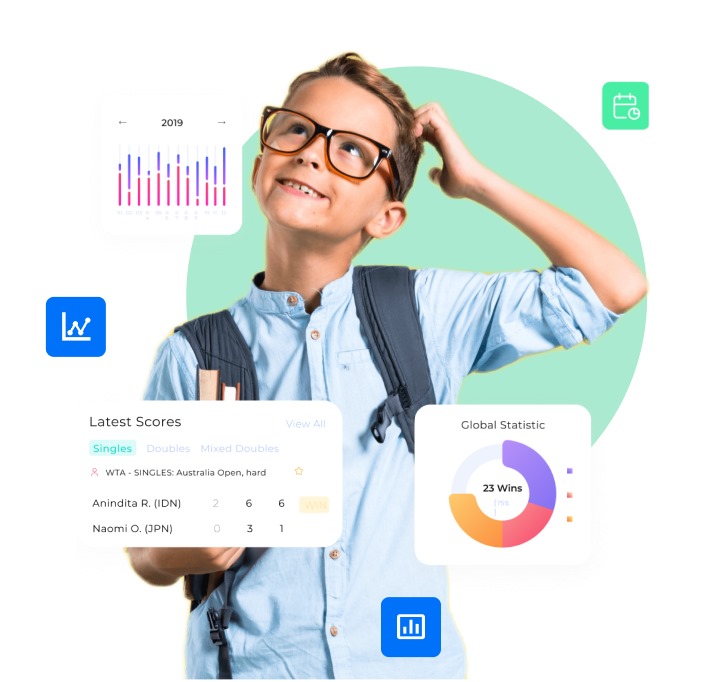 ← 2019 →
Latest Scores View All
Singles Doubles Mixed Doubles
WTA - SINGLES: Australia Open, hard
Anindita R. (IDN) 2 6 6 WIN
Naomi O. (JPN) 0 3 1
Global Statistic
23 Wins